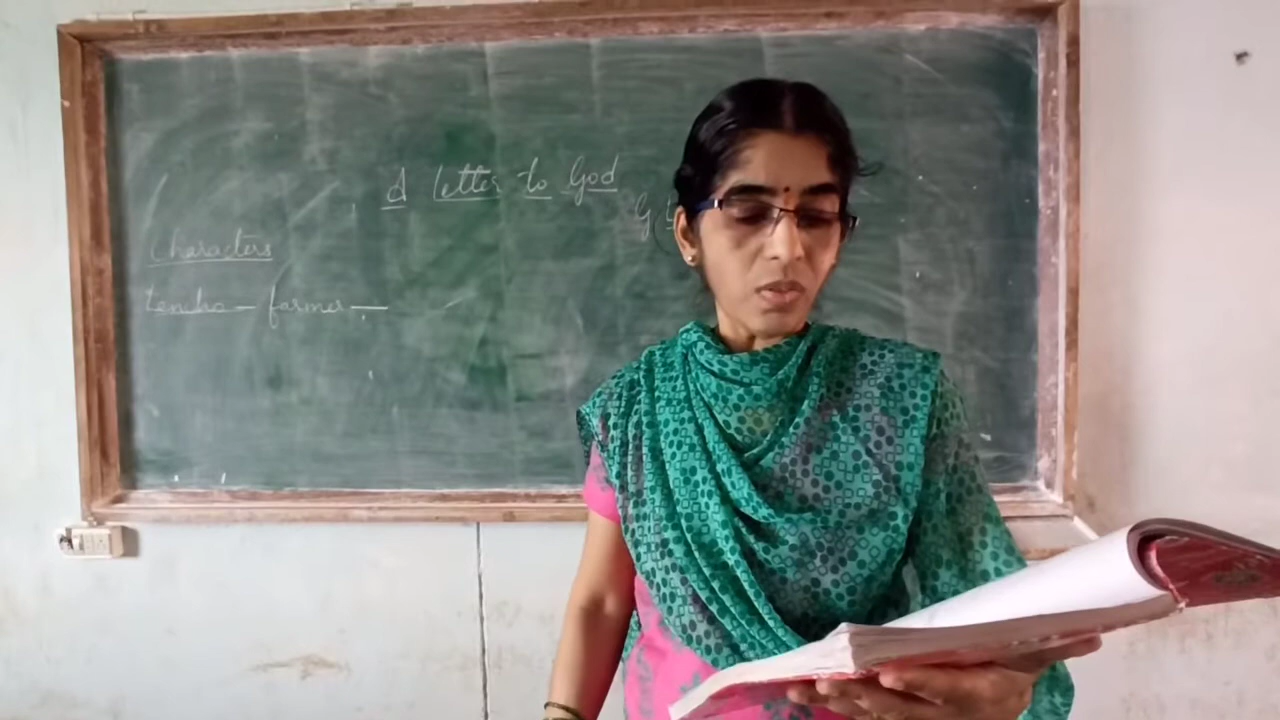 A Letter to God
G
Characters
Lencho - farmer -